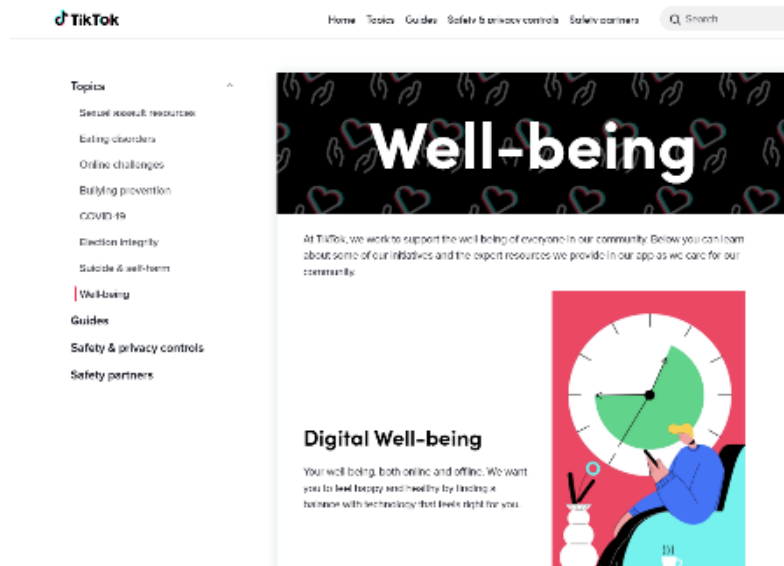 TikTok
Home Topics Guides Safety & privacy controls Safety partners
Search
Topics
Sexual assault resources
Eating disorders
Online challenges
Bullying prevention
COVID-19
Election integrity
Suicide & self-harm
Well-being
Guides
Safety & privacy controls
Safety partners
Well-being
At TikTok, we work to support the well being of everyone in our community. Below you can learn
about some of our initiatives and the expert resources we provide in our app as we care for our
community.
Digital Well-being
Your well being, both online and offline. We want
you to feel happy and healthy by finding a
balance with technology that feels right for you.